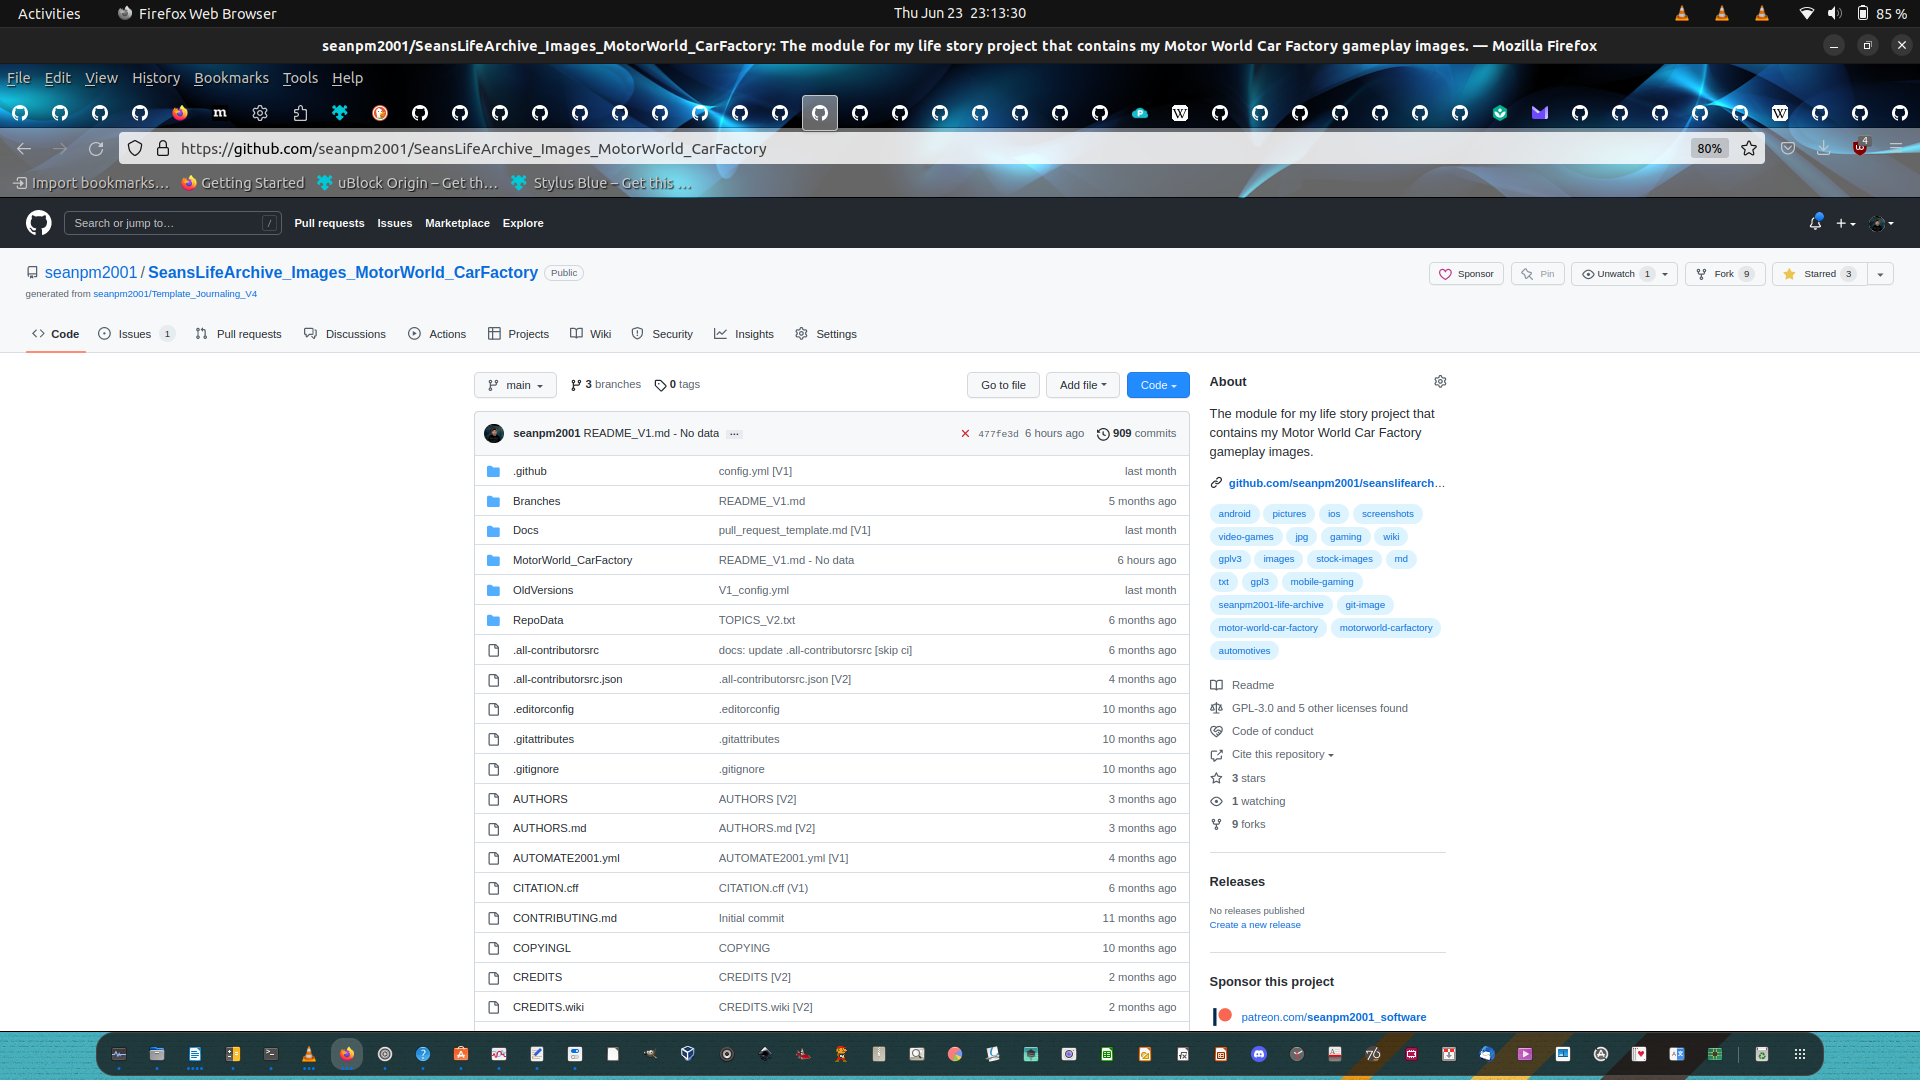 Activities
Firefox Web Browser
Thu Jun 23 23:13:30
85 %
seanpm2001/SeansLifeArchive_Images_MotorWorld_CarFactory: The module for my life story project that contains my Motor World Car Factory gameplay images. — Mozilla Firefox
File Edit View History Bookmarks Tools Help
https://github.com/seanpm2001/SeansLifeArchive_Images_MotorWorld_CarFactory
80%
4
Import bookmarks…
Getting Started
uBlock Origin – Get th…
Stylus Blue – Get this …
Search or jump to…
/
Pull requests Issues Marketplace Explore
seanpm2001 / SeansLifeArchive_Images_MotorWorld_CarFactory Public
generated from seanpm2001/Template_Journaling_V4
Sponsor
Pin
Unwatch 1
Fork 9
Starred 3
Code
Issues 1
Pull requests
Discussions
Actions
Projects
Wiki
Security
Insights
Settings
main
3 branches
0 tags
Go to file
Add file
Code
seanpm2001 README_V1.md - No data ...
477fe3d 6 hours ago
909 commits
.github config.yml [V1] last month
Branches README_V1.md 5 months ago
Docs pull_request_template.md [V1] last month
MotorWorld_CarFactory README_V1.md - No data 6 hours ago
OldVersions V1_config.yml last month
RepoData TOPICS_V2.txt 6 months ago
.all-contributorsrc docs: update .all-contributorsrc [skip ci] 6 months ago
.all-contributorsrc.json .all-contributorsrc.json [V2] 4 months ago
.editorconfig .editorconfig 10 months ago
.gitattributes .gitattributes 10 months ago
.gitignore .gitignore 10 months ago
AUTHORS AUTHORS [V2] 3 months ago
AUTHORS.md AUTHORS.md [V2] 3 months ago
AUTOMATE2001.yml AUTOMATE2001.yml [V1] 4 months ago
CITATION.cff CITATION.cff (V1) 6 months ago
CONTRIBUTING.md Initial commit 11 months ago
COPYINGL COPYING 10 months ago
CREDITS CREDITS [V2] 2 months ago
CREDITS.wiki CREDITS.wiki [V2] 2 months ago
About
The module for my life story project that
contains my Motor World Car Factory
gameplay images.
github.com/seanpm2001/seanslifearch…
android pictures ios screenshots
video-games jpg gaming wiki
gplv3 images stock-images md
txt gpl3 mobile-gaming
seanpm2001-life-archive git-image
motor-world-car-factory motorworld-carfactory
automotives
Readme
GPL-3.0 and 5 other licenses found
Code of conduct
Cite this repository
3 stars
1 watching
9 forks
Releases
No releases published
Create a new release
Sponsor this project
patreon.com/seanpm2001_software